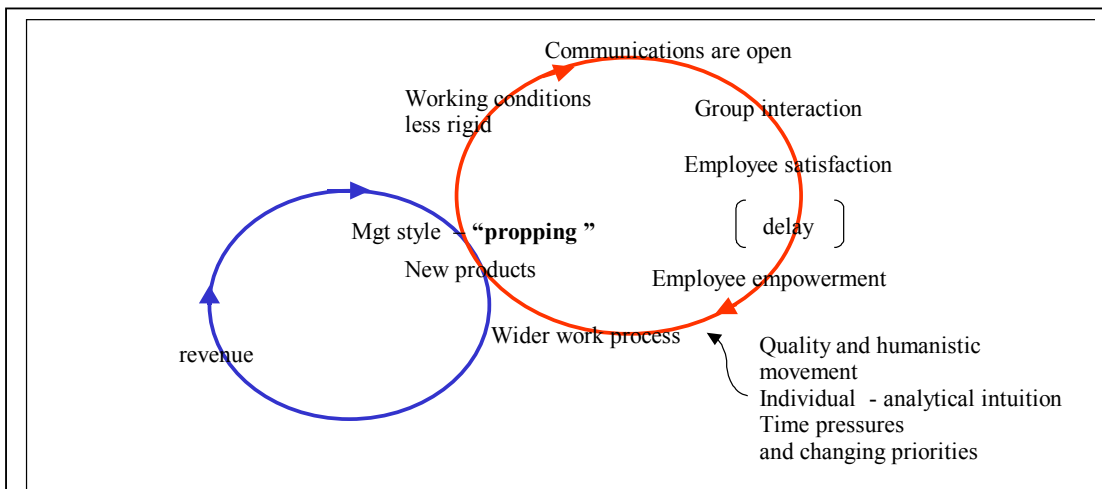 Communications are open
Working conditions
less rigid
Group interaction
Employee satisfaction
delay
Mgt style – “propping ”
New products
Employee empowerment
Wider work process
revenue
Quality and humanistic
movement
Individual - analytical intuition
Time pressures
and changing priorities